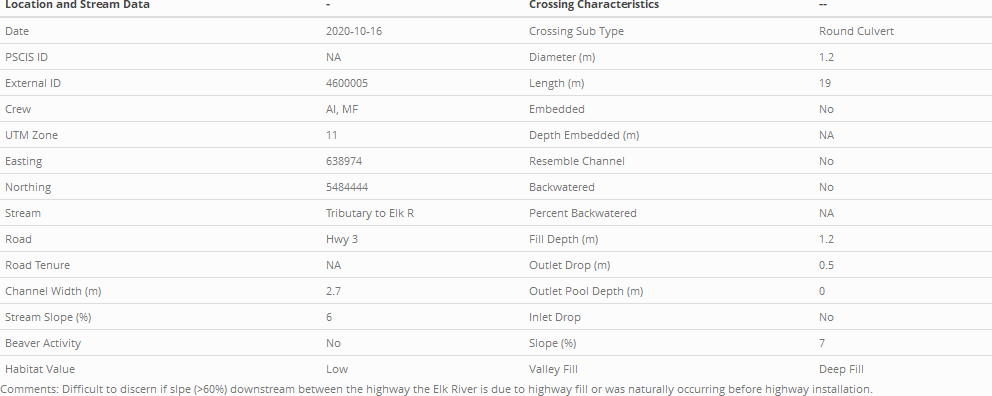 Location and Stream Data - Crossing Characteristics --
Date 2020-10-16 Crossing Sub Type Round Culvert
PSCIS ID NA Diameter (m) 1.2
External ID 4600005 Length (m) 19
Crew AI, MF Embedded No
UTM Zone 11 Depth Embedded (m) NA
Easting 638974 Resemble Channel No
Northing 5484444 Backwatered No
Stream Tributary to Elk R Percent Backwatered NA
Road Hwy 3 Fill Depth (m) 1.2
Road Tenure NA Outlet Drop (m) 0.5
Channel Width (m) 2.7 Outlet Pool Depth (m) 0
Stream Slope (%) 6 Inlet Drop No
Beaver Activity No Slope (%) 7
Habitat Value Low Valley Fill Deep Fill
Comments: Difficult to discern if slpe (>60%) downstream between the highway the Elk River is due to highway fill or was naturally occurring before highway installation.